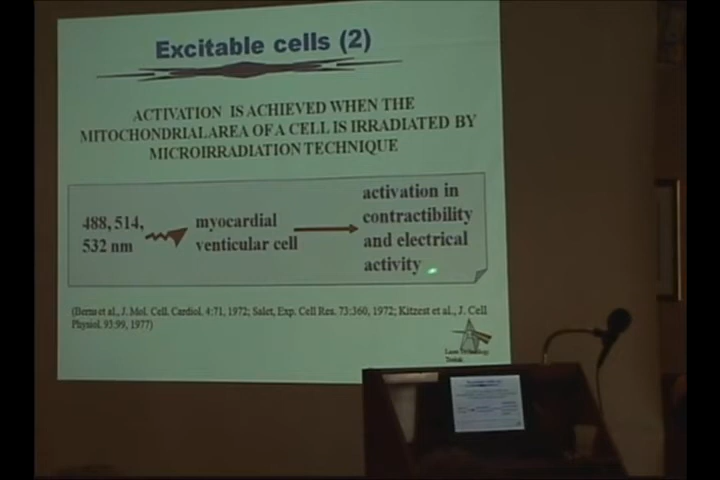 Excitable cells (2)
ACTIVATION IS ACHIEVED WHEN THE
MITOCHONDRIAL AREA OF A CELL IS IRRADIATED BY
MICROIRRADIATION TECHNIQUE
488, 514,
532 nm
myocardial
venticular cell
activation in
contractibility
and electrical
activity
(Berns et al., J. Mol. Cell. Cardiol. 4:71, 1972; Salet, Exp. Cell Res. 73:360, 1972; Kitzest et al., J. Cell
Physiol. 93:99, 1977)
Laser Technology